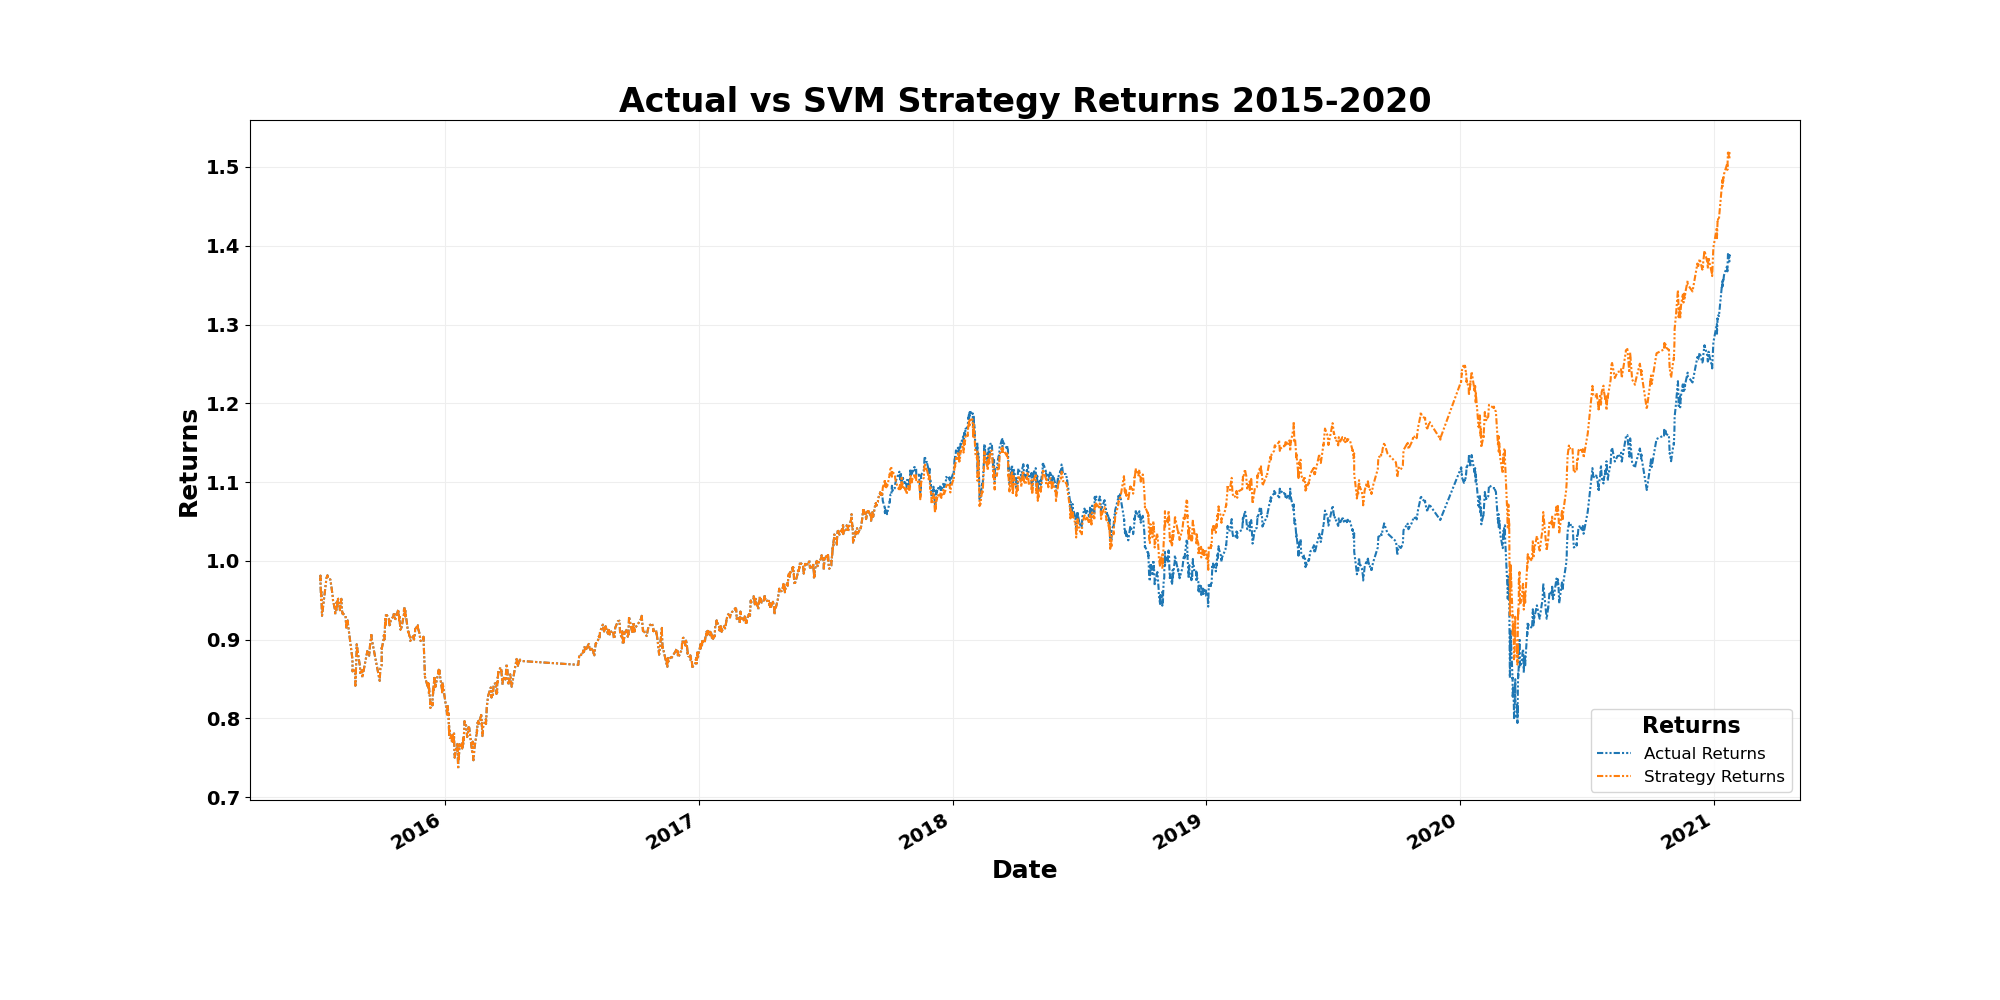 Actual vs SVM Strategy Returns 2015-2020
Returns
1.5
1.4
1.3
1.2
1.1
1.0
0.9
0.8
0.7
2016
2017
2018
2019
2020
2021
Date
Returns
Actual Returns
Strategy Returns